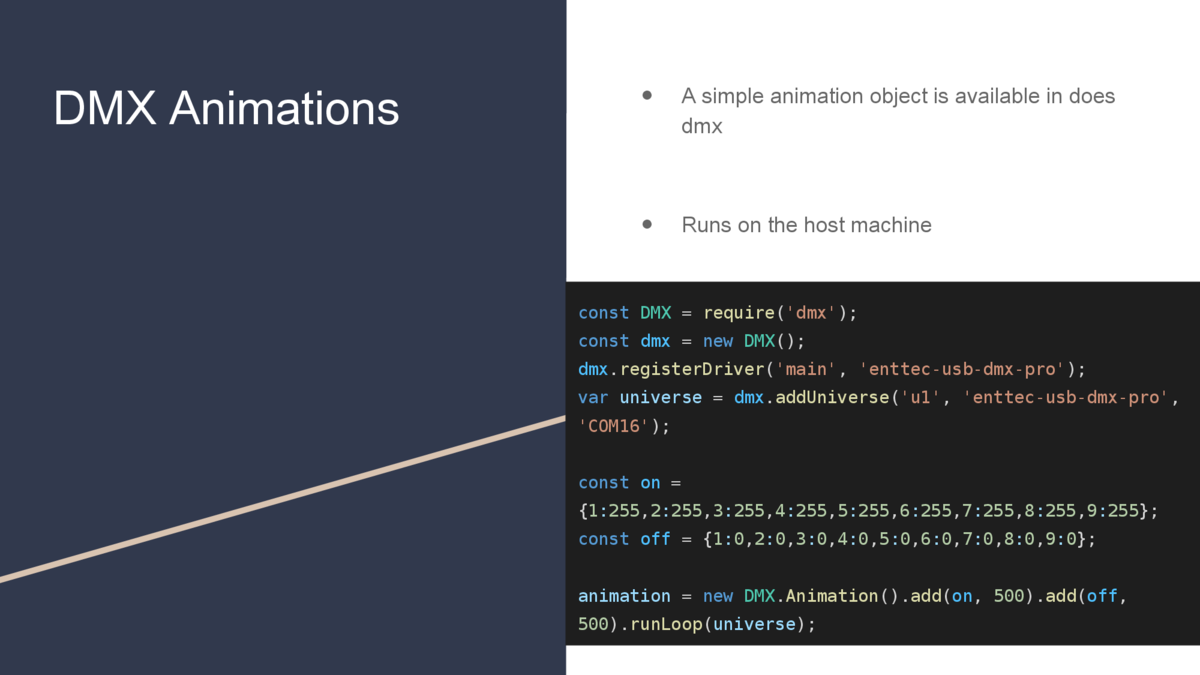 DMX Animations
● A simple animation object is available in does
dmx
● Runs on the host machine
const DMX = require('dmx');
const dmx = new DMX();
dmx.registerDriver('main', 'enttec-usb-dmx-pro');
var universe = dmx.addUniverse('u1', 'enttec-usb-dmx-pro',
'COM16');
const on =
{1:255,2:255,3:255,4:255,5:255,6:255,7:255,8:255,9:255};
const off = {1:0,2:0,3:0,4:0,5:0,6:0,7:0,8:0,9:0};
animation = new DMX.Animation().add(on, 500).add(off,
500).runLoop(universe);